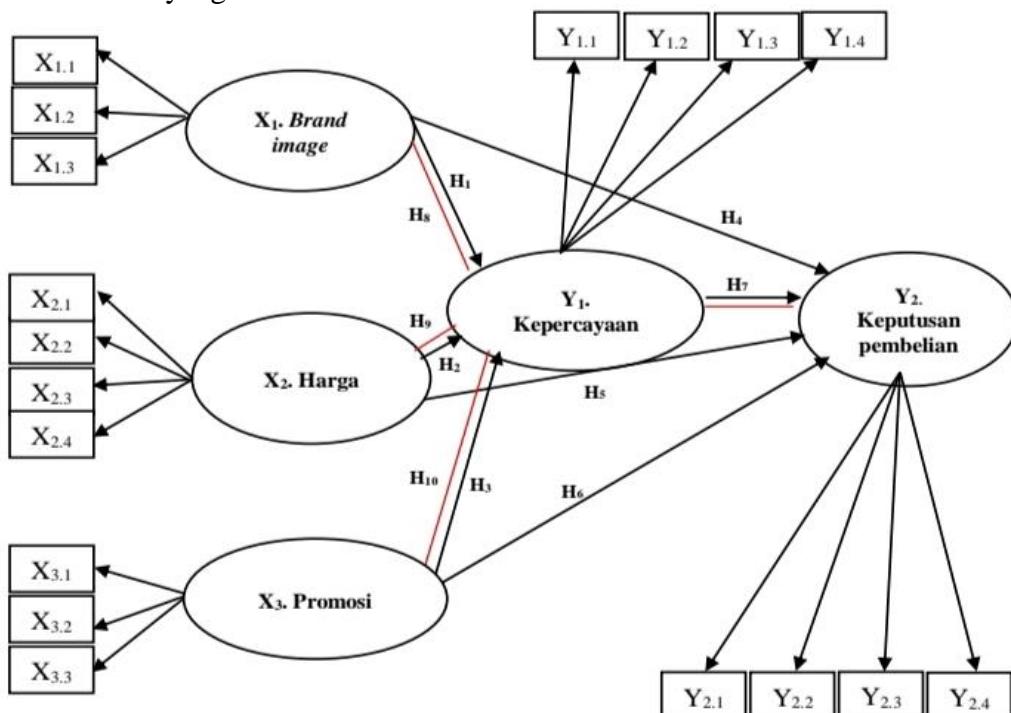 Y1.1
Y1.2
Y1.3
Y1.4
X1.1
X1.2
X1.3
X1. Brand
image
H1
H8
H4
X2.1
X2.2
X2.3
X2.4
X2. Harga
H9
H2
Y1.
Kepercayaan
H7
Y2.
Keputusan
pembelian
H5
H10
H3
H6
X3.1
X3.2
X3.3
X3. Promosi
Y2.1
Y2.2
Y2.3
Y2.4